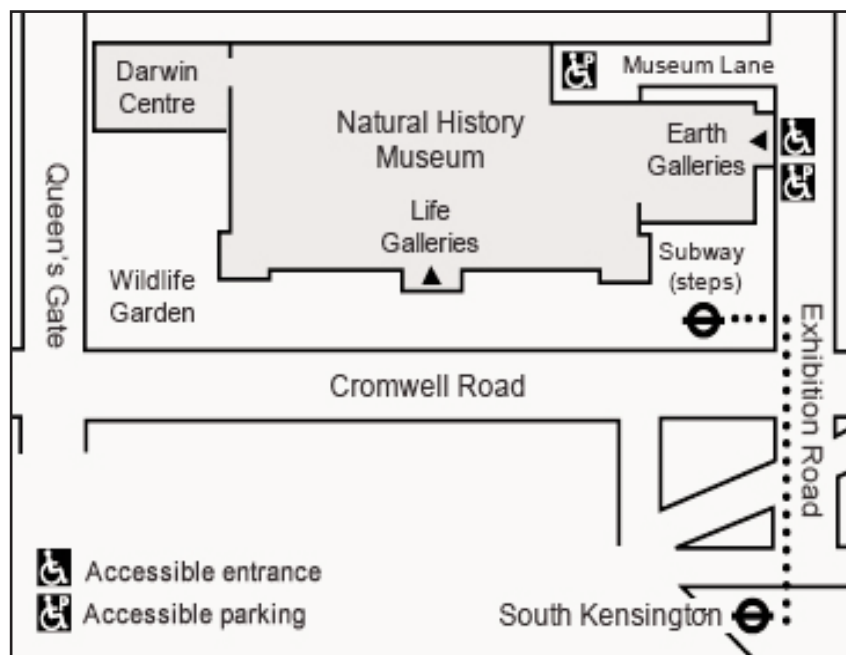 Darwin
Centre
Museum Lane
Natural History
Museum
Earth
Galleries
Queen's Gate
Life
Galleries
Wildlife
Garden
Subway
(steps)
Exhibition Road
Cromwell Road
P
P
Accessible entrance
P
Accessible parking
South Kensington